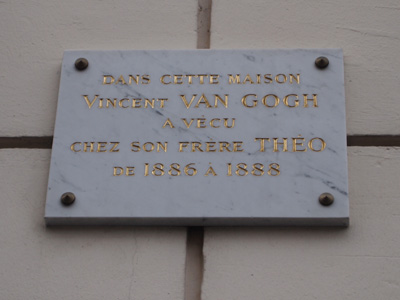 DANS CETTE MAISON
VINCENT VAN GOGH
A VÉCU
CHEZ SON FRÈRE THÉO
DE 1886 À 1888